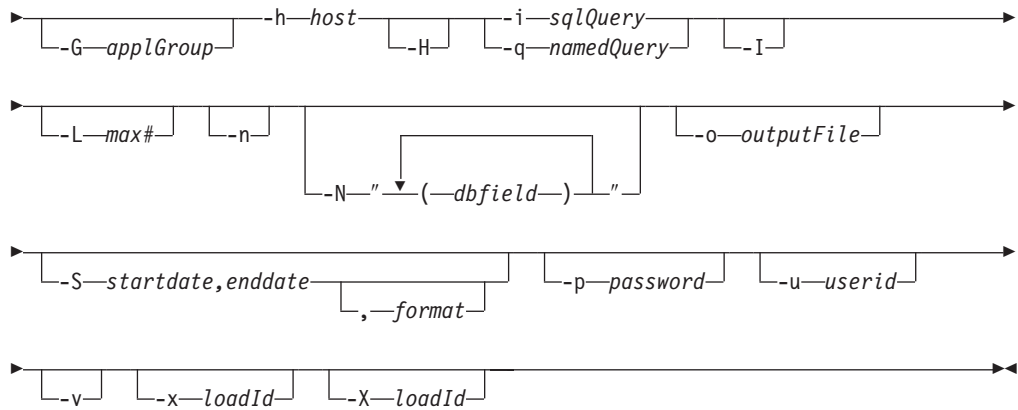 -h host -i sqlQuery
-G applGroup -H -q namedQuery -I
-L max# -n -o outputFile
-N " ( dbfield ) "
-S startdate,enddate -p password -u userid
, format
-v -x loadId -X loadId